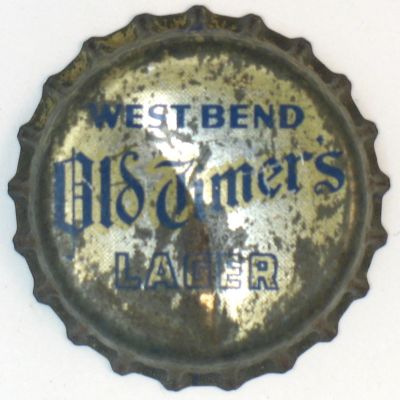 WEST BEND
Old Timer's
LAGER